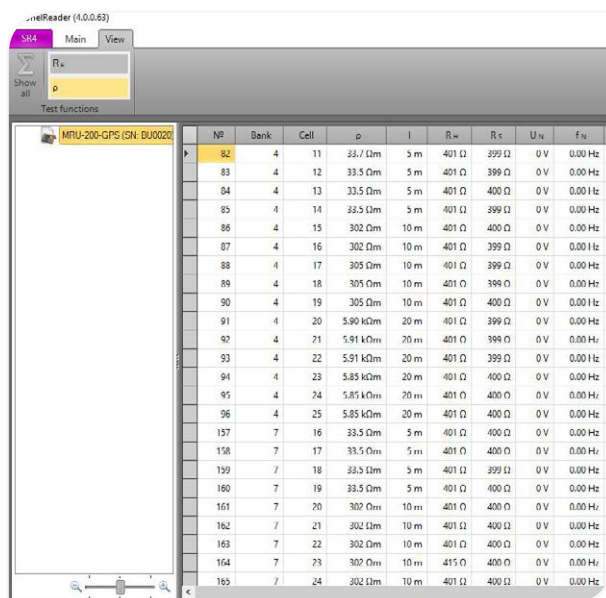 nelReader (4.0.0.63)
SR4 Main View
Show all
R E
ρ
Test functions
MRU-200-GPS (SN: BU0020
Nº Bank Cell ρ l R H R S U N f N
82 4 11 33.7 Ωm 5 m 401 Ω 399 Ω 0 V 0.00 Hz
83 4 12 33.5 Ωm 5 m 401 Ω 399 Ω 0 V 0.00 Hz
84 4 13 33.5 Ωm 5 m 401 Ω 400 Ω 0 V 0.00 Hz
85 4 14 33.5 Ωm 5 m 401 Ω 399 Ω 0 V 0.00 Hz
86 4 15 302 Ωm 10 m 401 Ω 400 Ω 0 V 0.00 Hz
87 4 16 302 Ωm 10 m 401 Ω 399 Ω 0 V 0.00 Hz
88 4 17 305 Ωm 10 m 401 Ω 399 Ω 0 V 0.00 Hz
89 4 18 305 Ωm 10 m 401 Ω 399 Ω 0 V 0.00 Hz
90 4 19 305 Ωm 10 m 401 Ω 400 Ω 0 V 0.00 Hz
91 4 20 5.90 kΩm 20 m 401 Ω 399 Ω 0 V 0.00 Hz
92 4 21 5.91 kΩm 20 m 401 Ω 399 Ω 0 V 0.00 Hz
93 4 22 5.91 kΩm 20 m 401 Ω 399 Ω 0 V 0.00 Hz
94 4 23 5.85 kΩm 20 m 401 Ω 400 Ω 0 V 0.00 Hz
95 4 24 5.85 kΩm 20 m 401 Ω 400 Ω 0 V 0.00 Hz
96 4 25 5.85 kΩm 20 m 401 Ω 400 Ω 0 V 0.00 Hz
157 7 16 33.5 Ωm 5 m 401 Ω 400 Ω 0 V 0.00 Hz
158 7 17 33.5 Ωm 5 m 401 Ω 400 Ω 0 V 0.00 Hz
159 7 18 33.5 Ωm 5 m 401 Ω 399 Ω 0 V 0.00 Hz
160 7 19 33.5 Ωm 5 m 401 Ω 400 Ω 0 V 0.00 Hz
161 7 20 302 Ωm 10 m 401 Ω 400 Ω 0 V 0.00 Hz
162 7 21 302 Ωm 10 m 401 Ω 400 Ω 0 V 0.00 Hz
163 7 22 302 Ωm 10 m 401 Ω 400 Ω 0 V 0.00 Hz
164 7 23 302 Ωm 10 m 415 Ω 400 Ω 0 V 0.00 Hz
165 7 24 302 Ωm 10 m 401 Ω 400 Ω 0 V 0.00 Hz